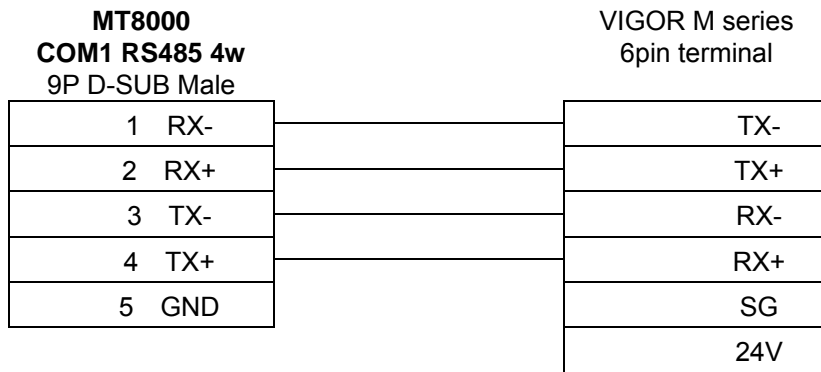 MT8000
COM1 RS485 4w
9P D-SUB Male
VIGOR M series
6pin terminal
1 RX- TX-
2 RX+ TX+
3 TX- RX-
4 TX+ RX+
5 GND SG
24V